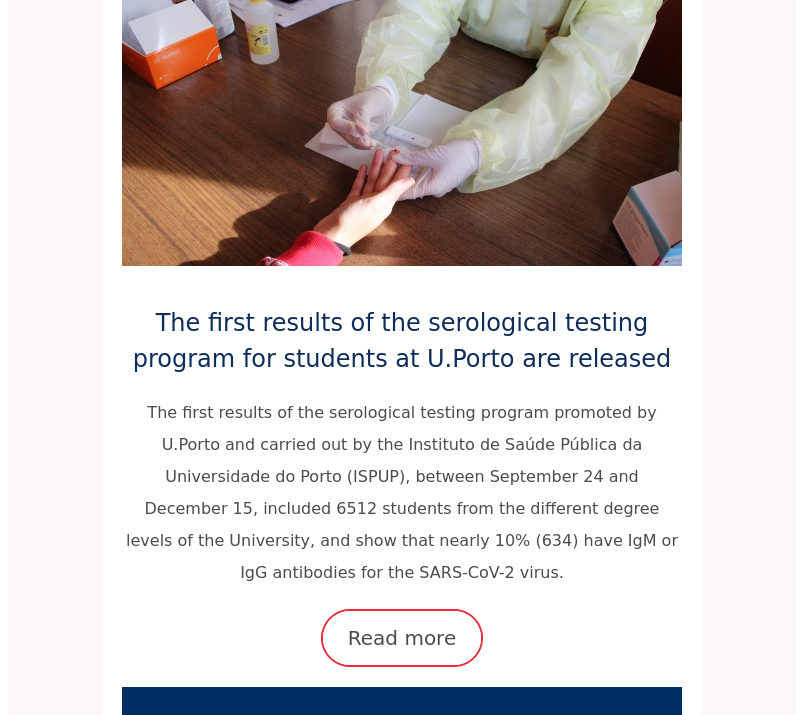 The first results of the serological testing
program for students at U.Porto are released
The first results of the serological testing program promoted by
U.Porto and carried out by the Instituto de Saúde Pública da
Universidade do Porto (ISPUP), between September 24 and
December 15, included 6512 students from the different degree
levels of the University, and show that nearly 10% (634) have IgM or
IgG antibodies for the SARS-CoV-2 virus.
Read more